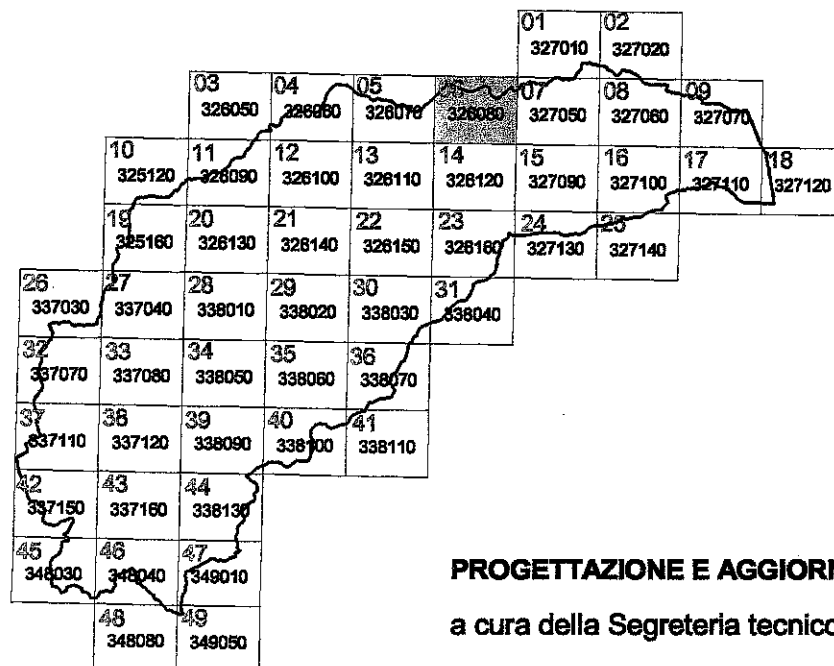 01 02
327010 327020
03 04 05 06 07 08 09
326050 326060 326070 326080 327050 327060 327070
10 11 12 13 14 15 16 17 18
325120 326090 326100 326110 326120 327090 327100 327110 327120
19 20 21 22 23 24 25
325160 326130 326140 326150 326160 327130 327140
26 27 28 29 30 31
337030 337040 338010 338020 338030 338040
32 33 34 35 36
337070 337080 338050 338060 338070
37 38 39 40 41
337110 337120 338090 338100 338110
42 43 44
337150 337160 338130
45 46 47
348030 348040 349010
48 49
348080 349050
PROGETTAZIONE E AGGIOR
a cura della Segreteria tecnico